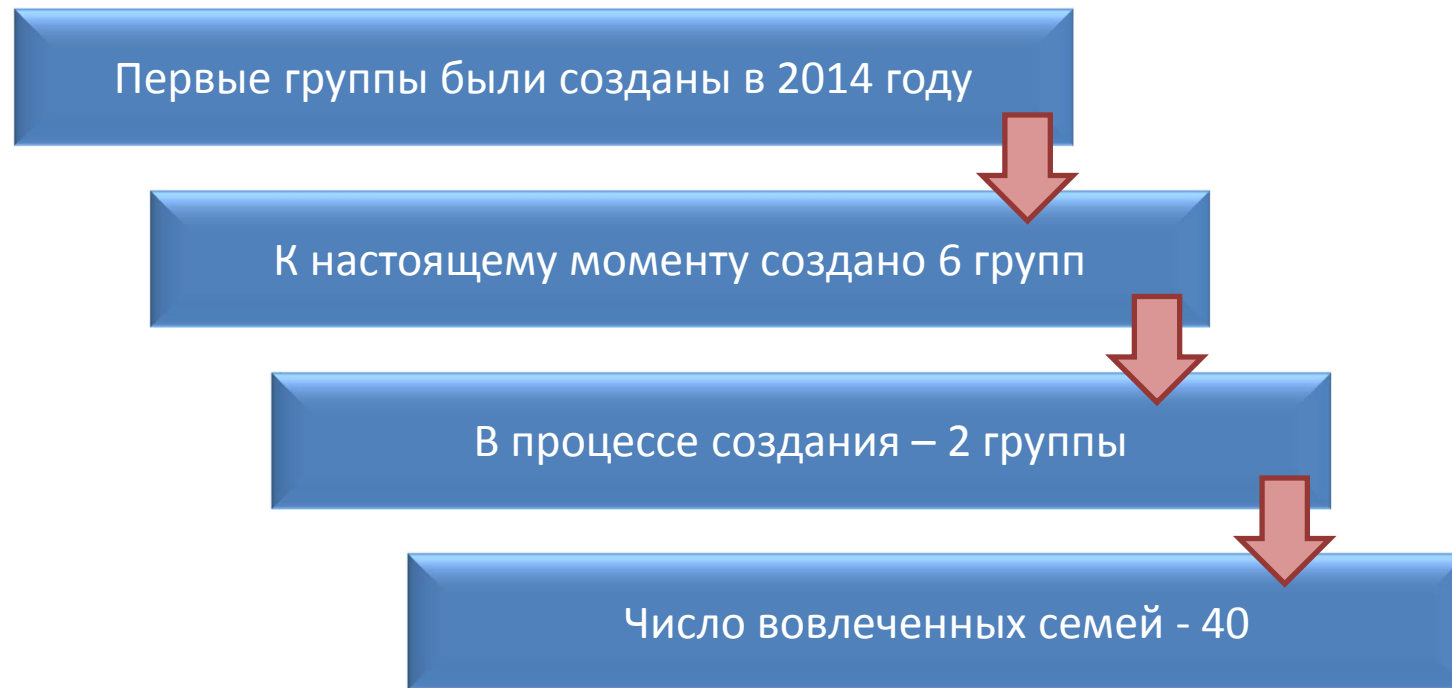 Первые группы были созданы в 2014 году
К настоящему моменту создано 6 групп
В процессе создания – 2 группы
Число вовлеченных семей - 40